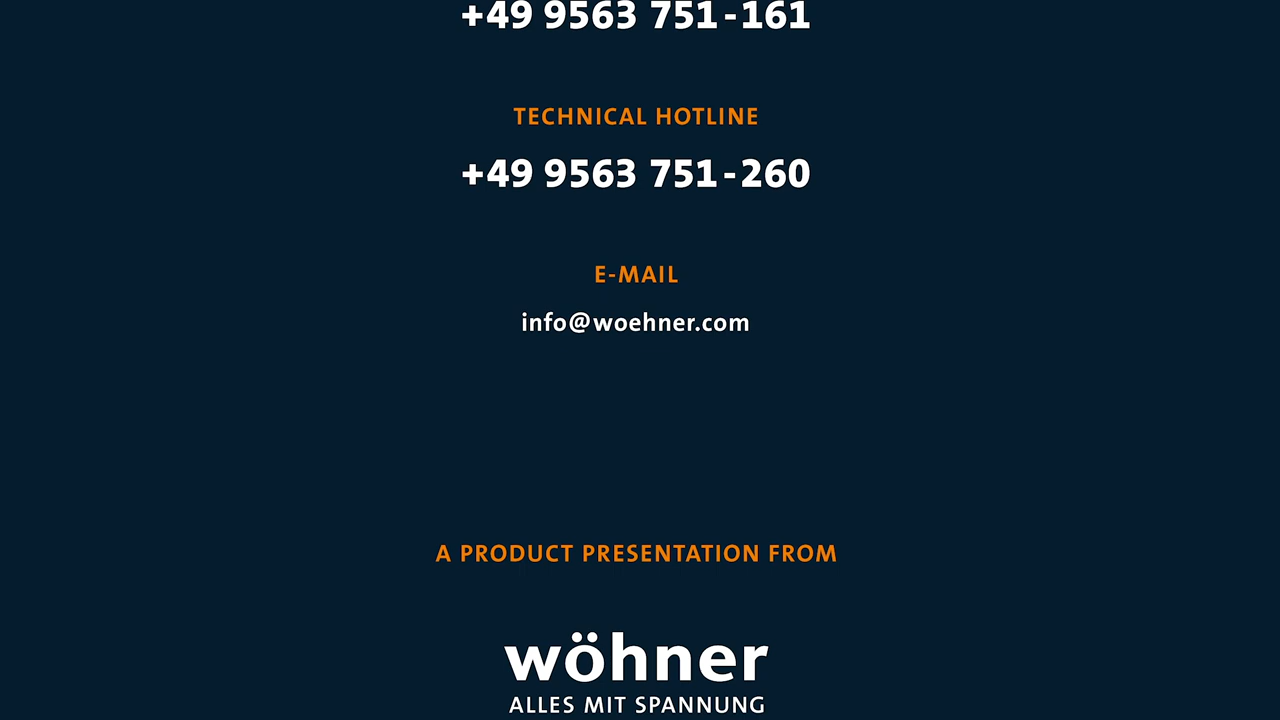 +49 9563 751-161
TECHNICAL HOTLINE
+49 9563 751-260
E-MAIL
info@woehner.com
A PRODUCT PRESENTATION FROM
wöhner
ALLES MIT SPANNUNG